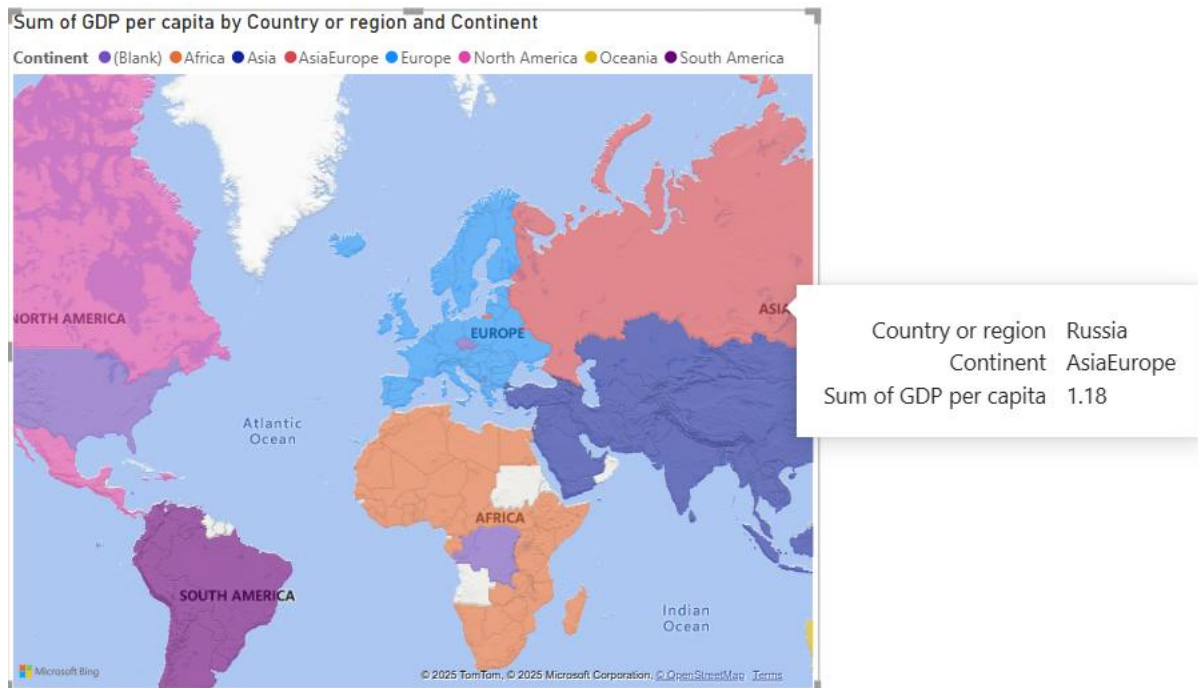 Sum of GDP per capita by Country or region and Continent
Continent (Blank) Africa Asia AsiaEurope Europe North America Oceania South America
NORTH AMERICA
ASIA
EUROPE
Country or region Russia
Continent AsiaEurope
Sum of GDP per capita 1.18
Atlantic
Ocean
AFRICA
SOUTH AMERICA
Indian
Ocean
Microsoft Bing
© 2025 TomTom, © 2025 Microsoft Corporation, © OpenStreetMap Terms